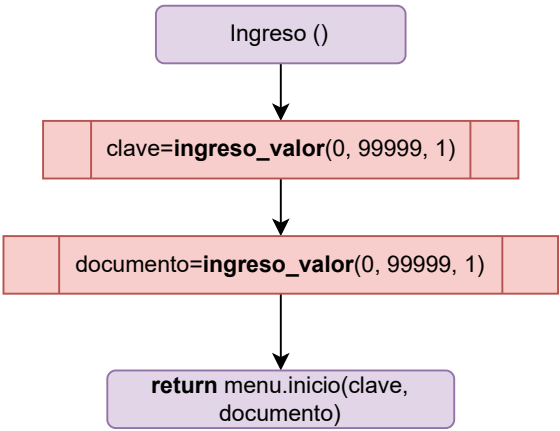 Ingreso ()
clave=ingreso_valor(0, 99999, 1)
documento=ingreso_valor(0, 99999, 1)
return menu.inicio(clave,
documento)